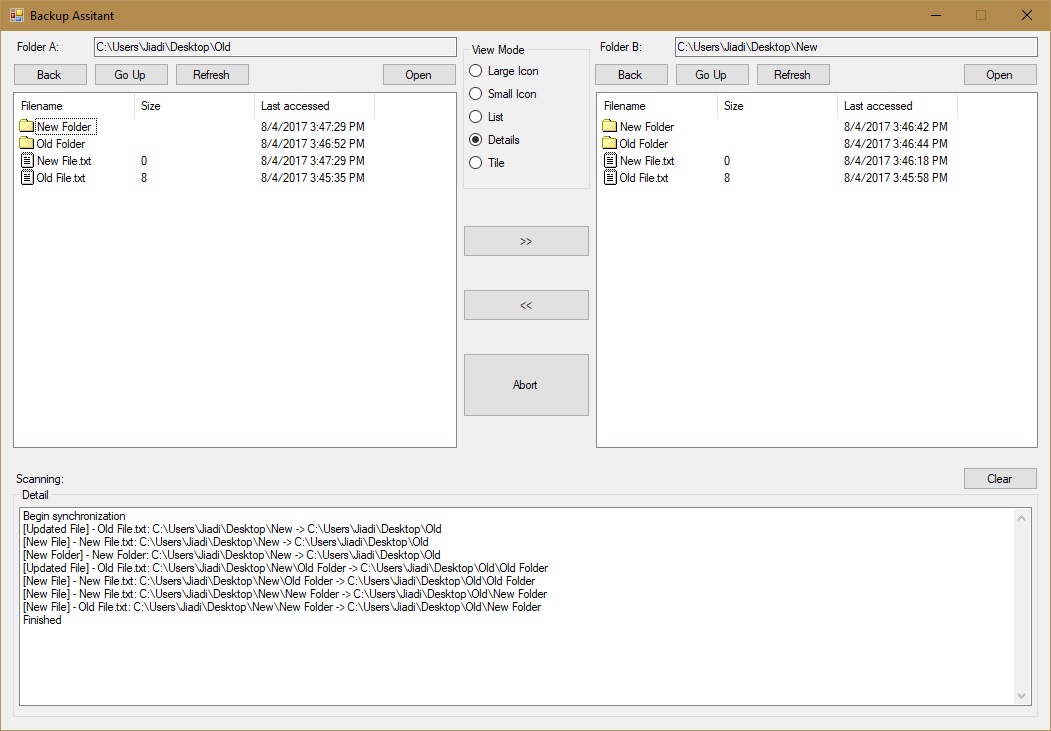 Backup Assitant
Folder A: C:\Users\Jiadi\Desktop\Old
Back Go Up Refresh Open
Filename Size Last accessed
New Folder 8/4/2017 3:47:29 PM
Old Folder 8/4/2017 3:46:52 PM
New File.txt 0 8/4/2017 3:47:29 PM
Old File.txt 8 8/4/2017 3:45:35 PM
View Mode
Large Icon
Small Icon
List
Details
Tile
>>
<<
Abort
Folder B: C:\Users\Jiadi\Desktop\New
Back Go Up Refresh Open
Filename Size Last accessed
New Folder 8/4/2017 3:46:42 PM
Old Folder 8/4/2017 3:46:44 PM
New File.txt 0 8/4/2017 3:46:18 PM
Old File.txt 8 8/4/2017 3:45:58 PM
Scanning: Clear
Detail
Begin synchronization
[Updated File] - Old File.txt: C:\Users\Jiadi\Desktop\New -> C:\Users\Jiadi\Desktop\Old
[New File] - New File.txt: C:\Users\Jiadi\Desktop\New -> C:\Users\Jiadi\Desktop\Old
[New Folder] - New Folder: C:\Users\Jiadi\Desktop\New -> C:\Users\Jiadi\Desktop\Old
[Updated File] - Old File.txt: C:\Users\Jiadi\Desktop\New\Old Folder -> C:\Users\Jiadi\Desktop\Old\Old Folder
[New File] - New File.txt: C:\Users\Jiadi\Desktop\New\Old Folder -> C:\Users\Jiadi\Desktop\Old\Old Folder
[New File] - New File.txt: C:\Users\Jiadi\Desktop\New\New Folder -> C:\Users\Jiadi\Desktop\Old\New Folder
[New File] - Old File.txt: C:\Users\Jiadi\Desktop\New\New Folder -> C:\Users\Jiadi\Desktop\Old\New Folder
Finished